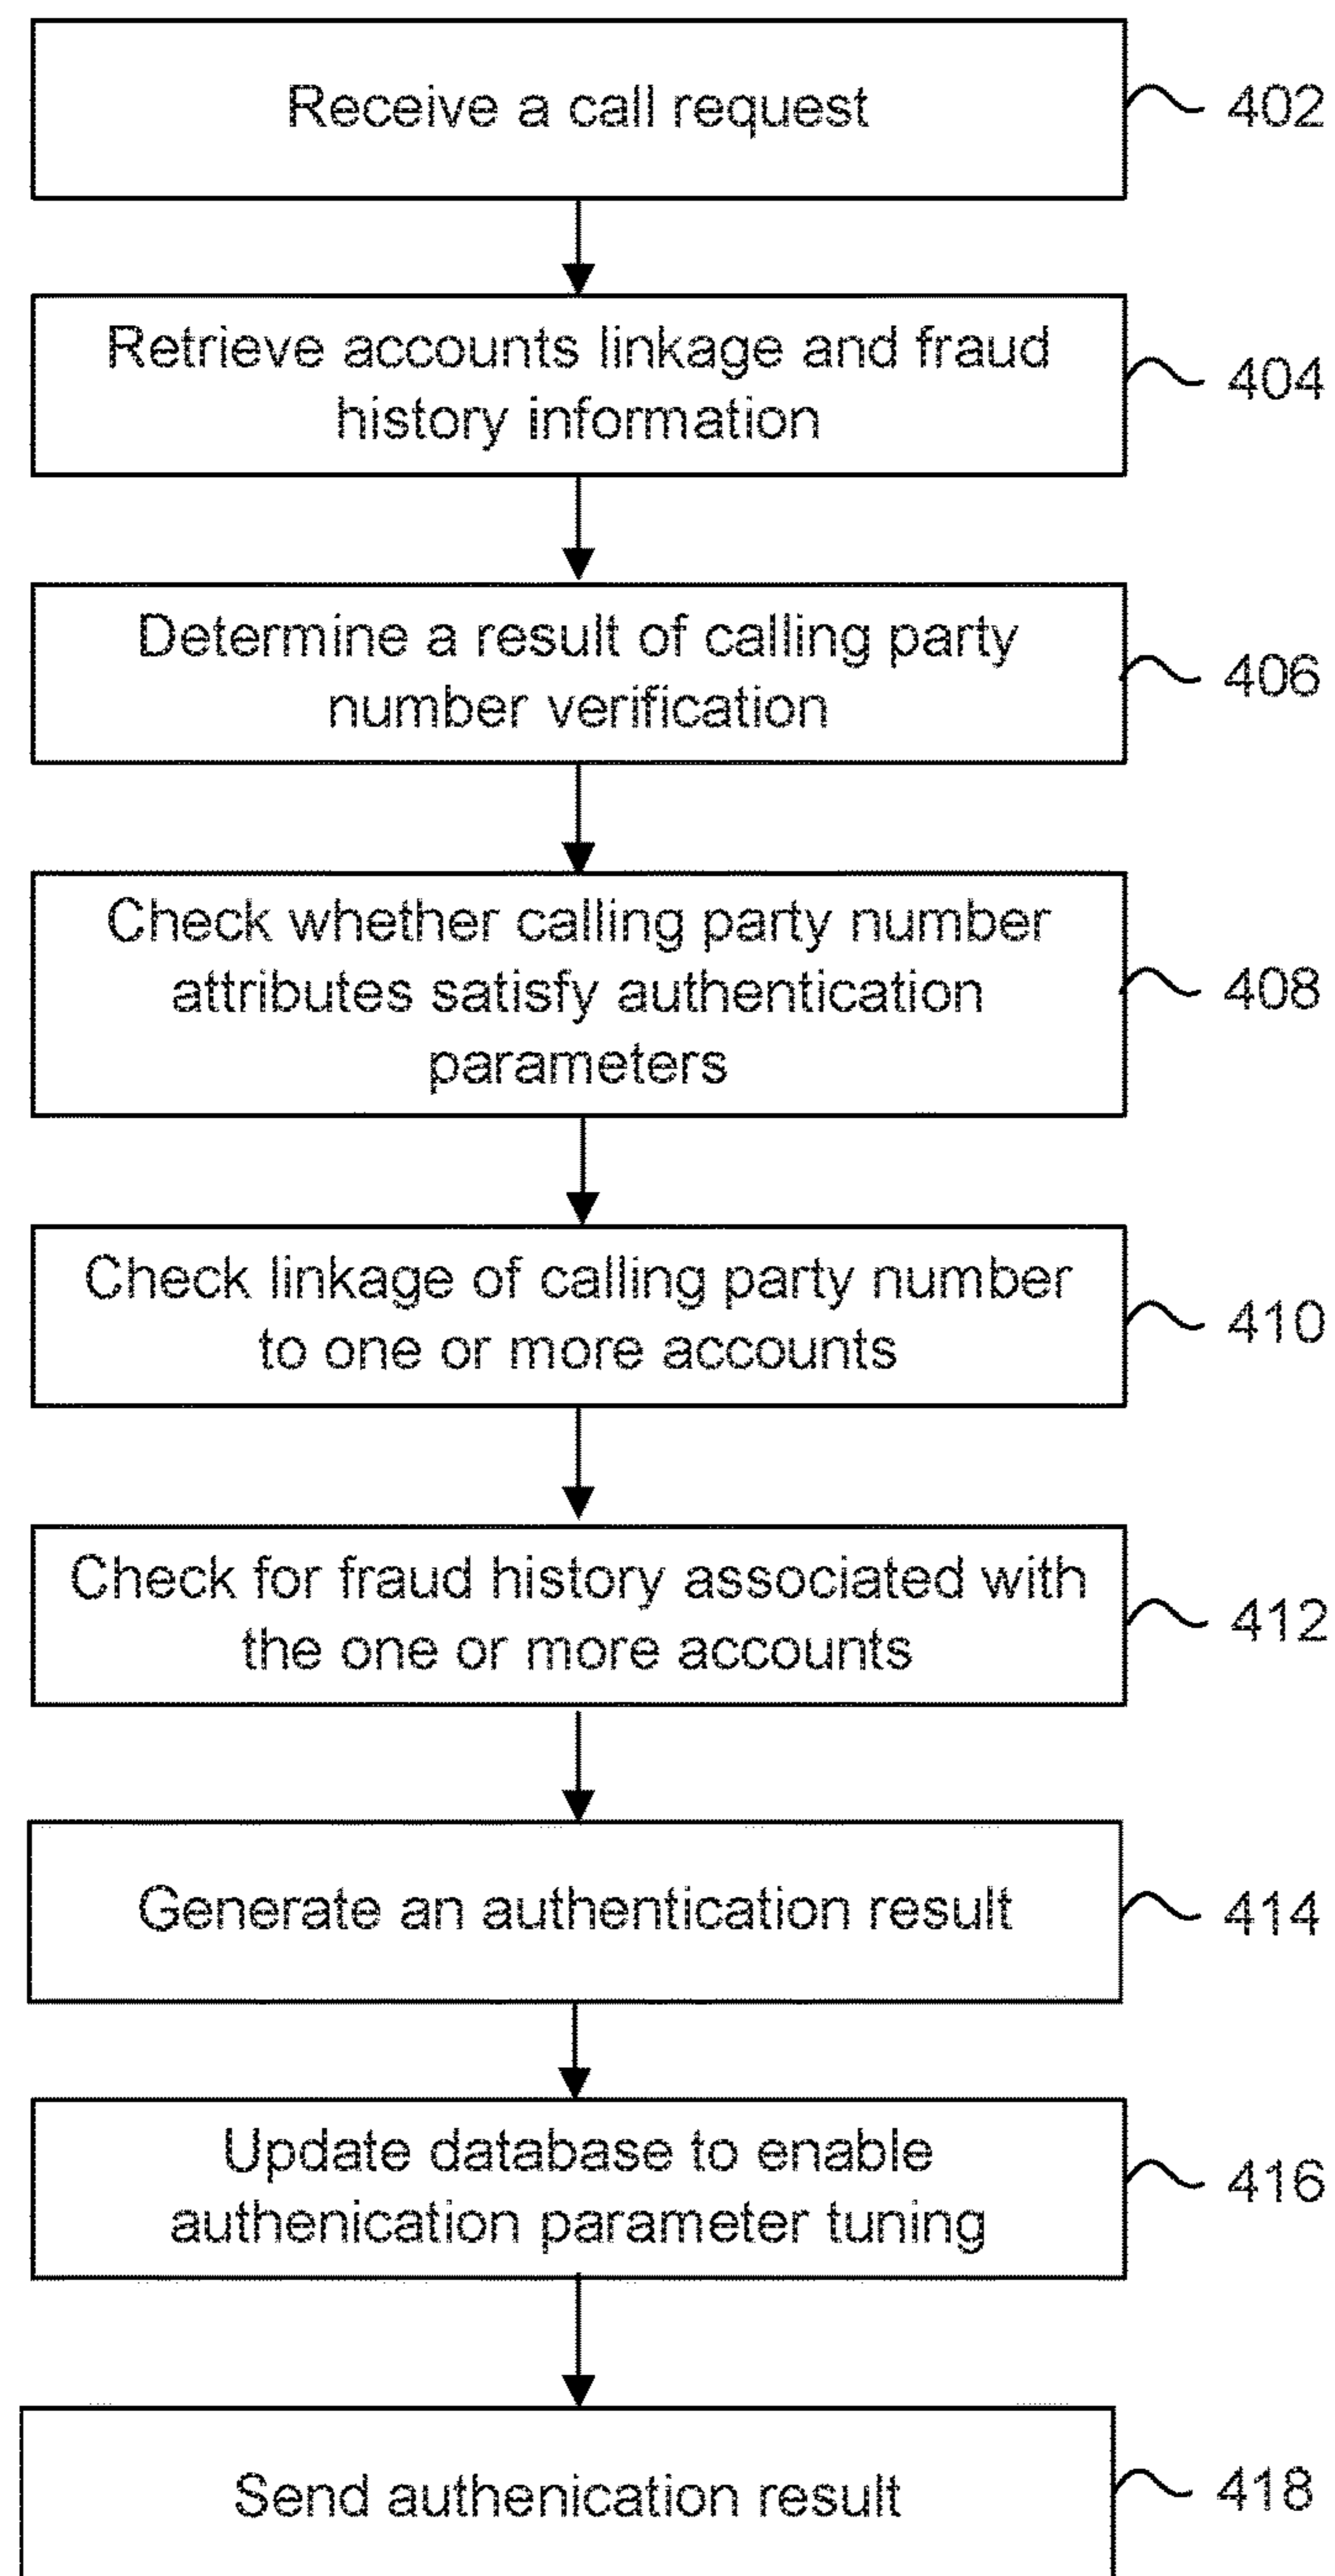 Receive a call request
402
Retrieve accounts linkage and fraud
history information
404
Determine a result of calling party
number verification
406
Check whether calling party number
attributes satisfy authentication
parameters
408
Check linkage of calling party number
to one or more accounts
410
Check for fraud history associated with
the one or more accounts
412
Generate an authentication result
414
Update database to enable
authenication parameter tuning
416
Send authenication result
418